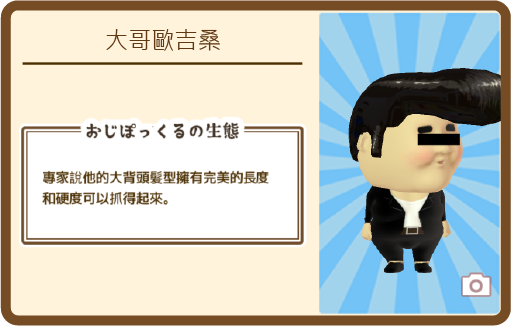 大哥歐吉桑
おじぽっくるの生態
專家說他的大背頭髮型擁有完美的長度
和硬度可以抓得起來。